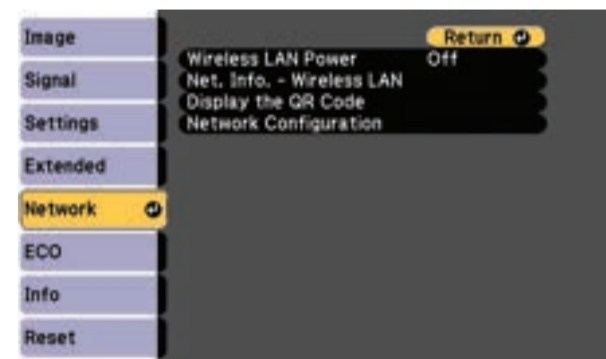 Image
Signal
Settings
Extended
Network
ECO
Info
Reset
Return
Wireless LAN Power Off
Net. Info. - Wireless LAN
Display the QR Code
Network Configuration